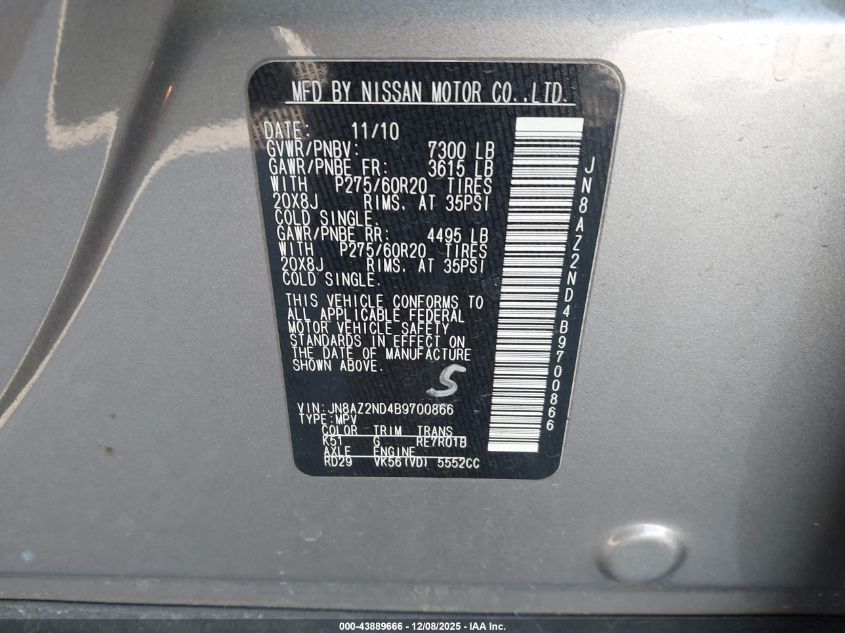 MFD BY NISSAN MOTOR CO.,LTD.
DATE: 11/10
GVWR/PNBV: 7300 LB
GAWR/PNBE FR: 3615 LB
WITH P275/60R20 TIRES
20X8J RIMS. AT 35PSI
COLD SINGLE.
GAWR/PNBE RR: 4495 LB
WITH P275/60R20 TIRES
20X8J RIMS. AT 35PSI
COLD SINGLE.
THIS VEHICLE CONFORMS TO
ALL APPLICABLE FEDERAL
MOTOR VEHICLE SAFETY
STANDARDS IN EFFECT ON
THE DATE OF MANUFACTURE
SHOWN ABOVE.
S
VIN:JN8AZ2ND4B9700866
TYPE:MPV
COLOR TRIM TRANS
K51 G RE7R01B
AXLE ENGINE
RD29 VK56(VD) 5552CC
JN8AZ2ND4B9700866
000-43889666 - 12/08/2025 - IAA Inc.